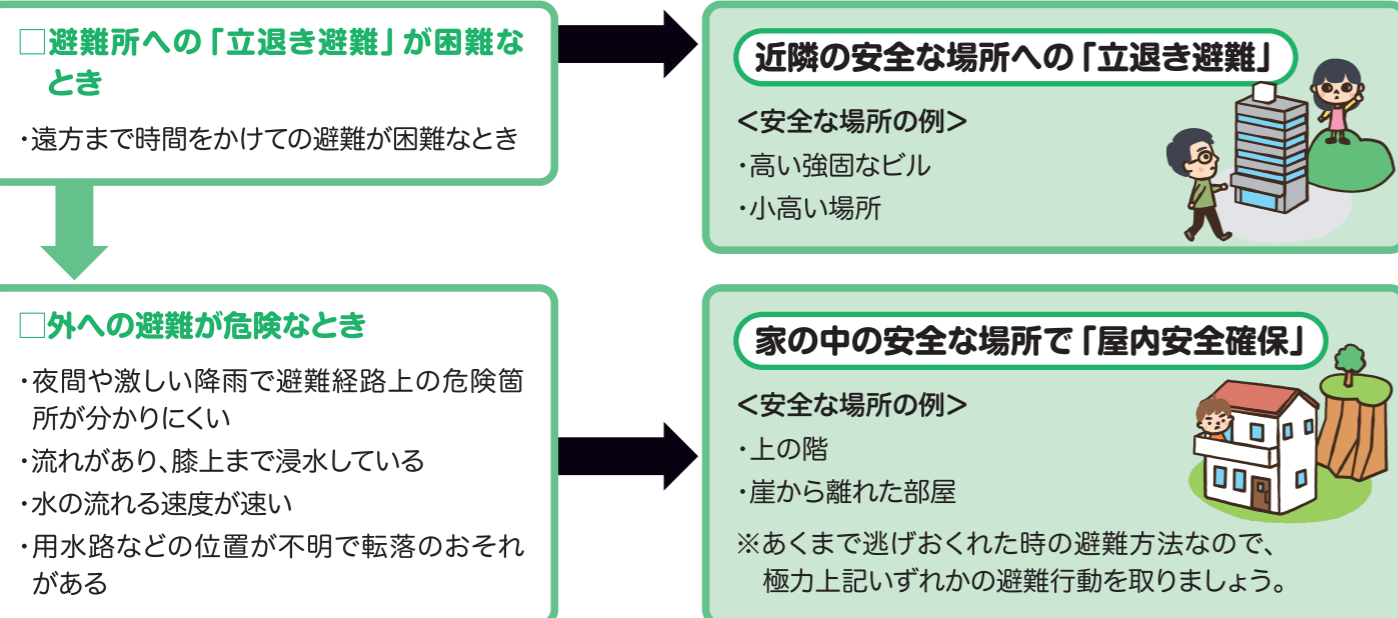 □避難所への「立退き避難」が困難な
とき
・遠方まで時間をかけての避難が困難なとき
近隣の安全な場所への「立退き避難」
<安全な場所の例>
・高い強固なビル
・小高い場所
□外への避難が危険なとき
・夜間や激しい降雨で避難経路上の危険箇
所が分かりにくい
・流れがあり、膝上まで浸水している
・水の流れる速度が速い
・用水路などの位置が不明で転落のおそれ
がある
家の中の安全な場所で「屋内安全確保」
<安全な場所の例>
・上の階
・崖から離れた部屋
※あくまで逃げおくれた時の避難方法なので、
極力上記いずれかの避難行動を取りましょう。